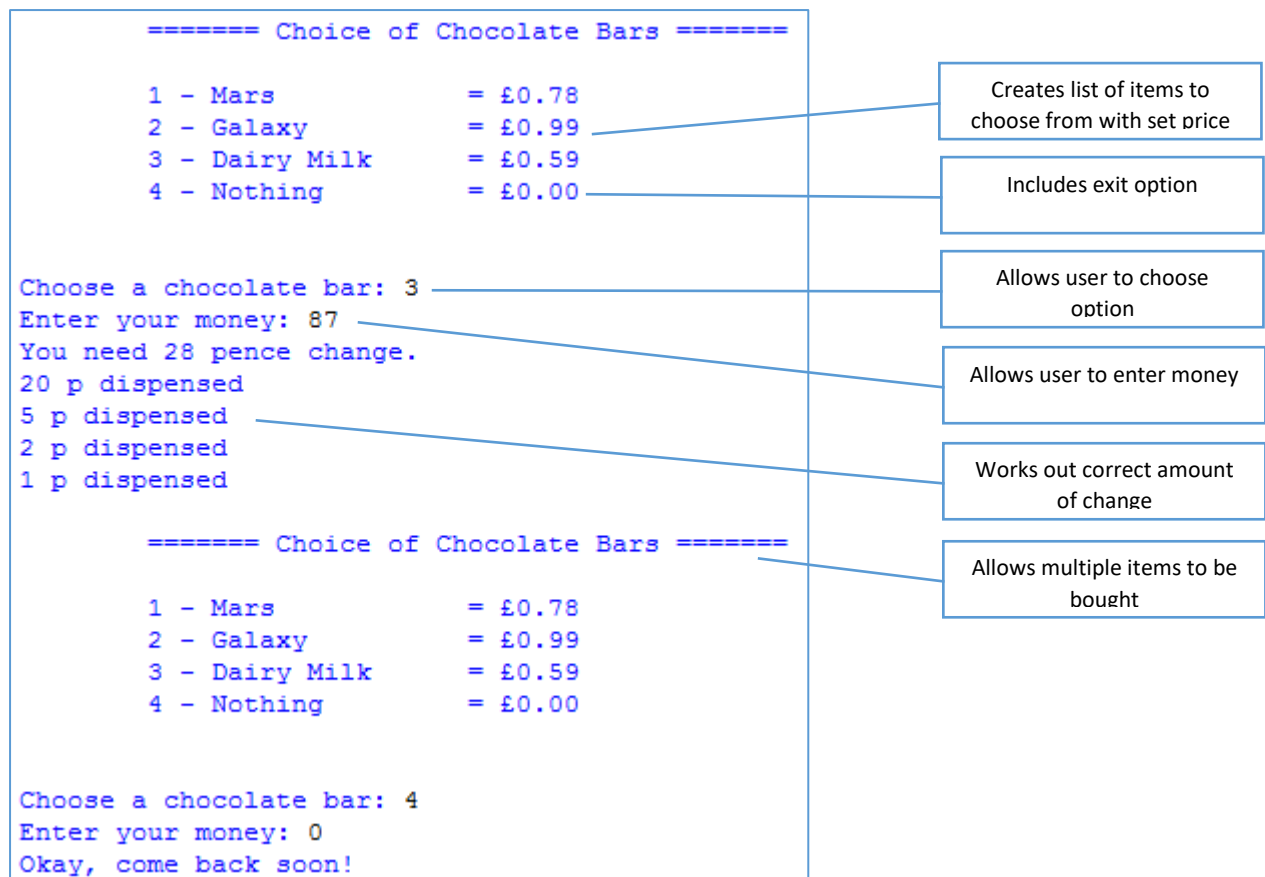 ======= Choice of Chocolate Bars =======
1 - Mars = £0.78
2 - Galaxy = £0.99
3 - Dairy Milk = £0.59
4 - Nothing = £0.00
Choose a chocolate bar: 3
Enter your money: 87
You need 28 pence change.
20 p dispensed
5 p dispensed
2 p dispensed
1 p dispensed
======= Choice of Chocolate Bars =======
1 - Mars = £0.78
2 - Galaxy = £0.99
3 - Dairy Milk = £0.59
4 - Nothing = £0.00
Choose a chocolate bar: 4
Enter your money: 0
Okay, come back soon!
Creates list of items to
choose from with set price
Includes exit option
Allows user to choose
option
Allows user to enter money
Works out correct amount
of change
Allows multiple items to be
bought